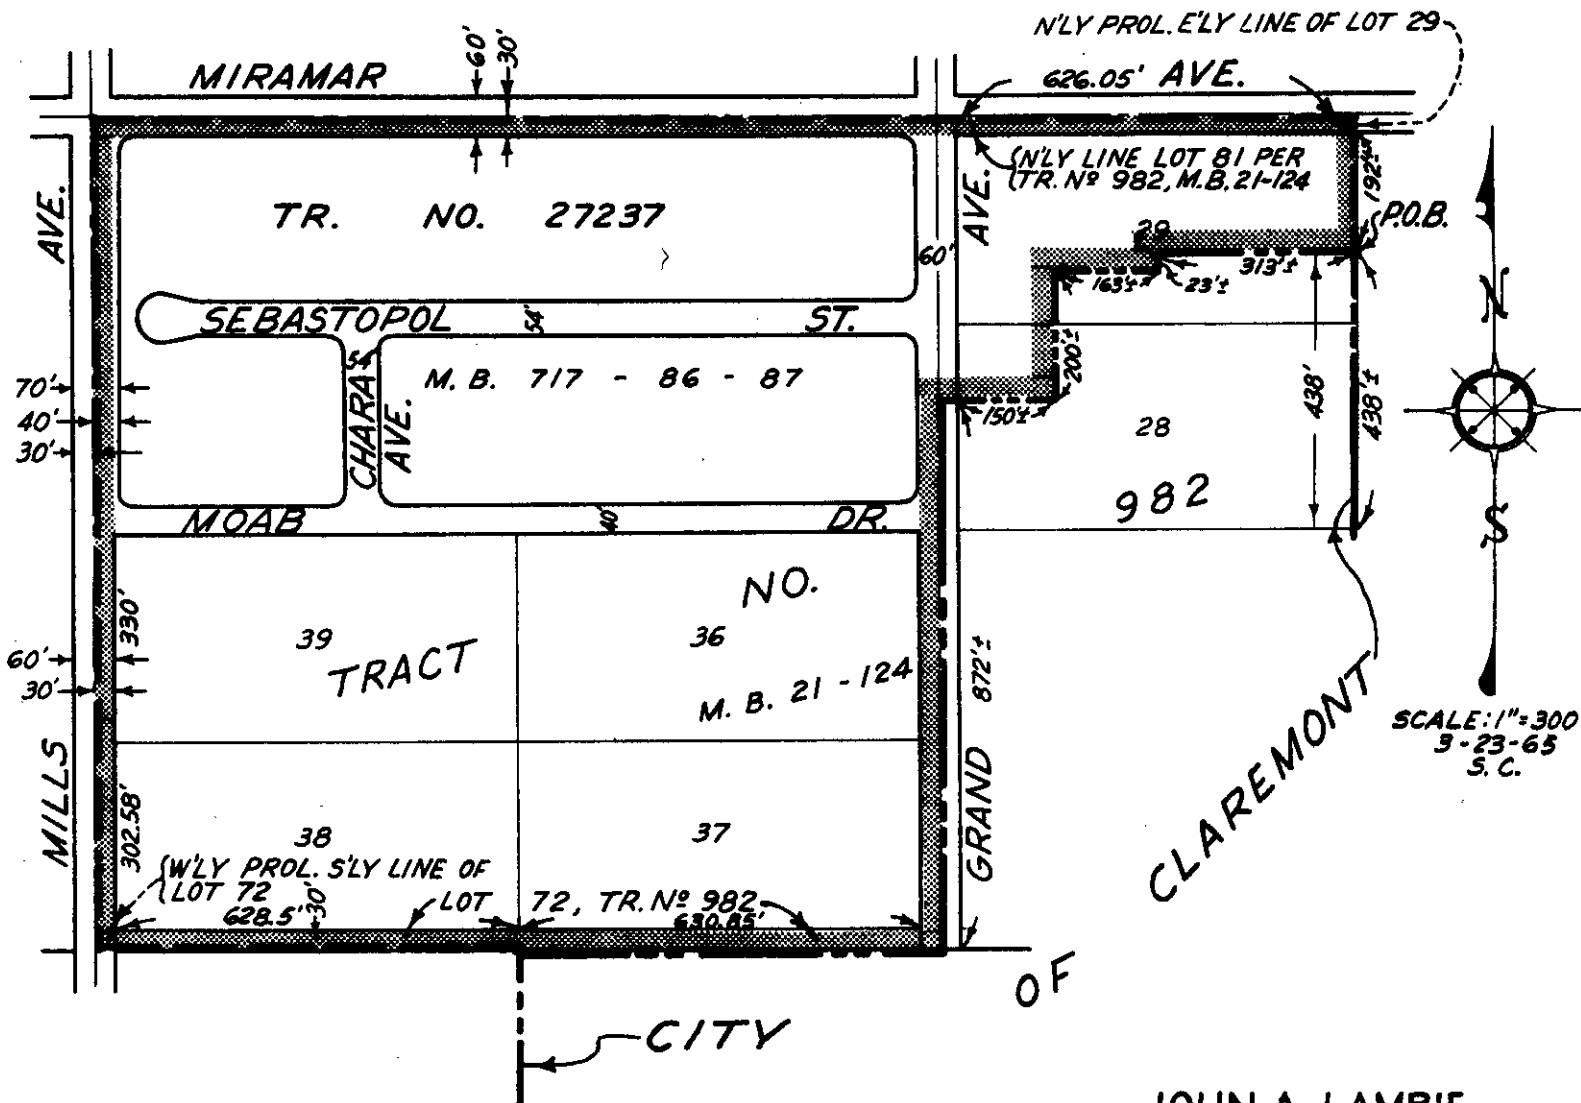 N'LY PROL. E'LY LINE OF LOT 29
60'
30'
MIRAMAR
626.05' AVE.
{N'LY LINE LOT 81 PER
{TR. Nº 982, M.B. 21-124
192'±
P.O.B.
AVE.
AVE.
TR. NO. 27237
29
60'
313'±
163'±
23'±
N
SEBASTOPOL ST.
54'
54'
200'±
M. B. 717 - 86 - 87
CHARA
AVE.
70'
40'
30'
150'±
438'
438'±
28
982
MOAB DR.
40'
S
NO.
330'
39
36
TRACT
M. B. 21 - 124
60'
30'
872'±
SCALE: 1"=300
3-23-65
S. C.
MILLS
302.58'
38
37
GRAND
CLAREMONT
{W'LY PROL. S'LY LINE OF
{LOT 72
628.5'
30'
LOT 72, TR. Nº 982
630.85'
OF
CITY
JOHN A. LAMBIE